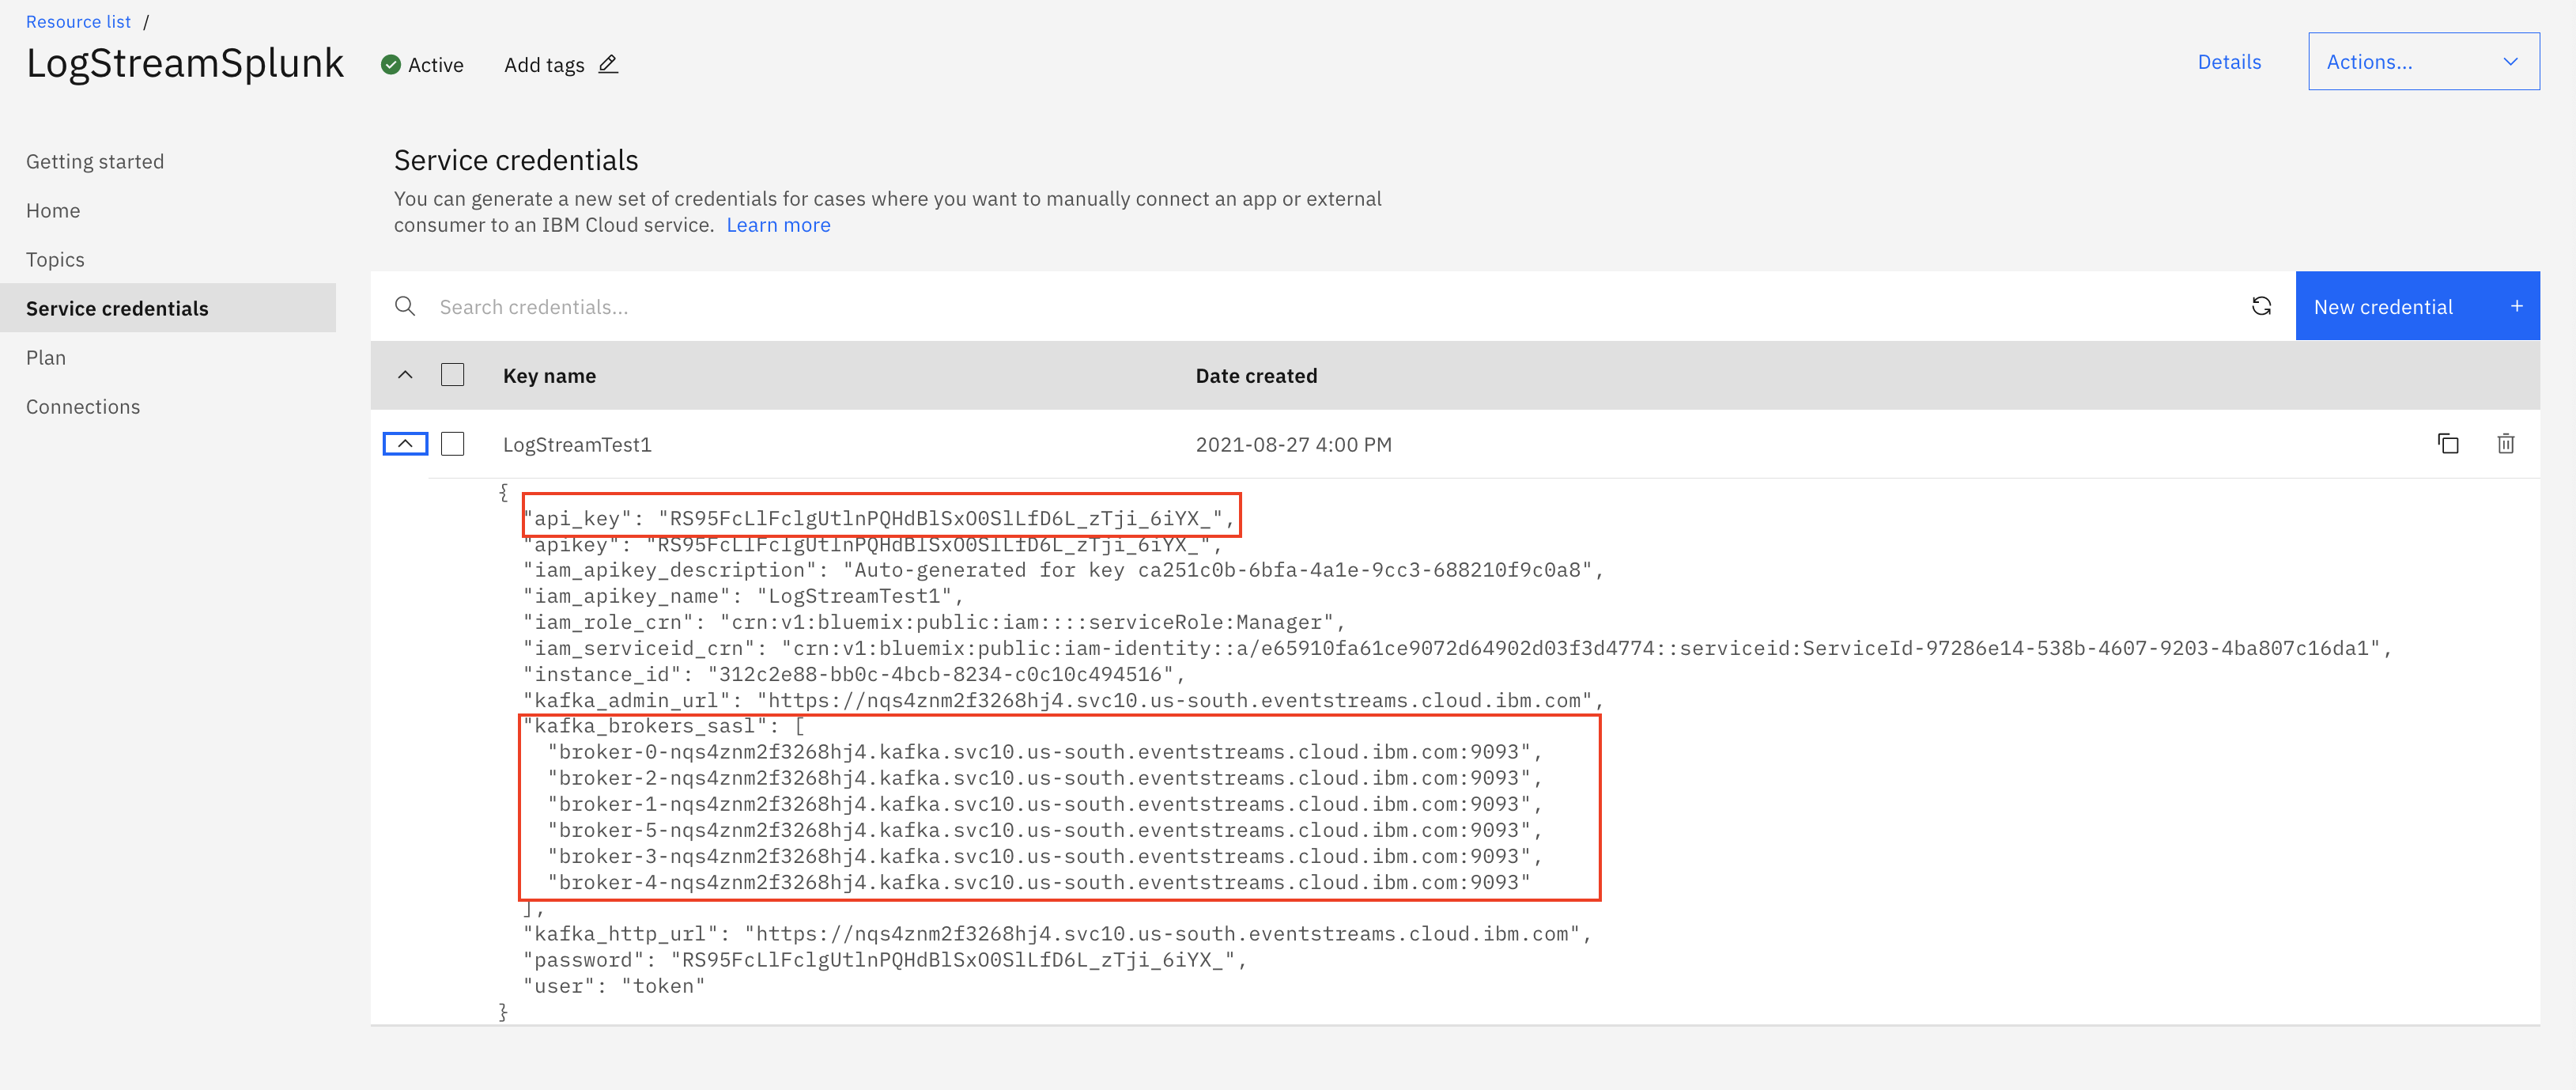 Resource list /
LogStreamSplunk
Active
Add tags
Details
Actions...
Getting started
Home
Topics
Service credentials
Plan
Connections
Service credentials
You can generate a new set of credentials for cases where you want to manually connect an app or external
consumer to an IBM Cloud service. Learn more
Search credentials...
New credential +
Key name
Date created
LogStreamTest1
2021-08-27 4:00 PM
{
"api_key": "RS95FcLlFclgUtlnPQHdBlSxO0SlLfD6L_zTji_6iYX_",
"apikey": "RS95FcLlFclgUtlnPQHdBlSxO0SlLfD6L_zTji_6iYX_",
"iam_apikey_description": "Auto-generated for key ca251c0b-6bfa-4a1e-9cc3-688210f9c0a8",
"iam_apikey_name": "LogStreamTest1",
"iam_role_crn": "crn:v1:bluemix:public:iam::::serviceRole:Manager",
"iam_serviceid_crn": "crn:v1:bluemix:public:iam-identity::a/e65910fa61ce9072d64902d03f3d4774::serviceid:ServiceId-97286e14-538b-4607-9203-4ba807c16da1",
"instance_id": "312c2e88-bb0c-4bcb-8234-c0c10c494516",
"kafka_admin_url": "https://nqs4znm2f3268hj4.svc10.us-south.eventstreams.cloud.ibm.com",
"kafka_brokers_sasl": [
"broker-0-nqs4znm2f3268hj4.kafka.svc10.us-south.eventstreams.cloud.ibm.com:9093",
"broker-2-nqs4znm2f3268hj4.kafka.svc10.us-south.eventstreams.cloud.ibm.com:9093",
"broker-1-nqs4znm2f3268hj4.kafka.svc10.us-south.eventstreams.cloud.ibm.com:9093",
"broker-5-nqs4znm2f3268hj4.kafka.svc10.us-south.eventstreams.cloud.ibm.com:9093",
"broker-3-nqs4znm2f3268hj4.kafka.svc10.us-south.eventstreams.cloud.ibm.com:9093",
"broker-4-nqs4znm2f3268hj4.kafka.svc10.us-south.eventstreams.cloud.ibm.com:9093"
],
"kafka_http_url": "https://nqs4znm2f3268hj4.svc10.us-south.eventstreams.cloud.ibm.com",
"password": "RS95FcLlFclgUtlnPQHdBlSxO0SlLfD6L_zTji_6iYX_",
"user": "token"
}